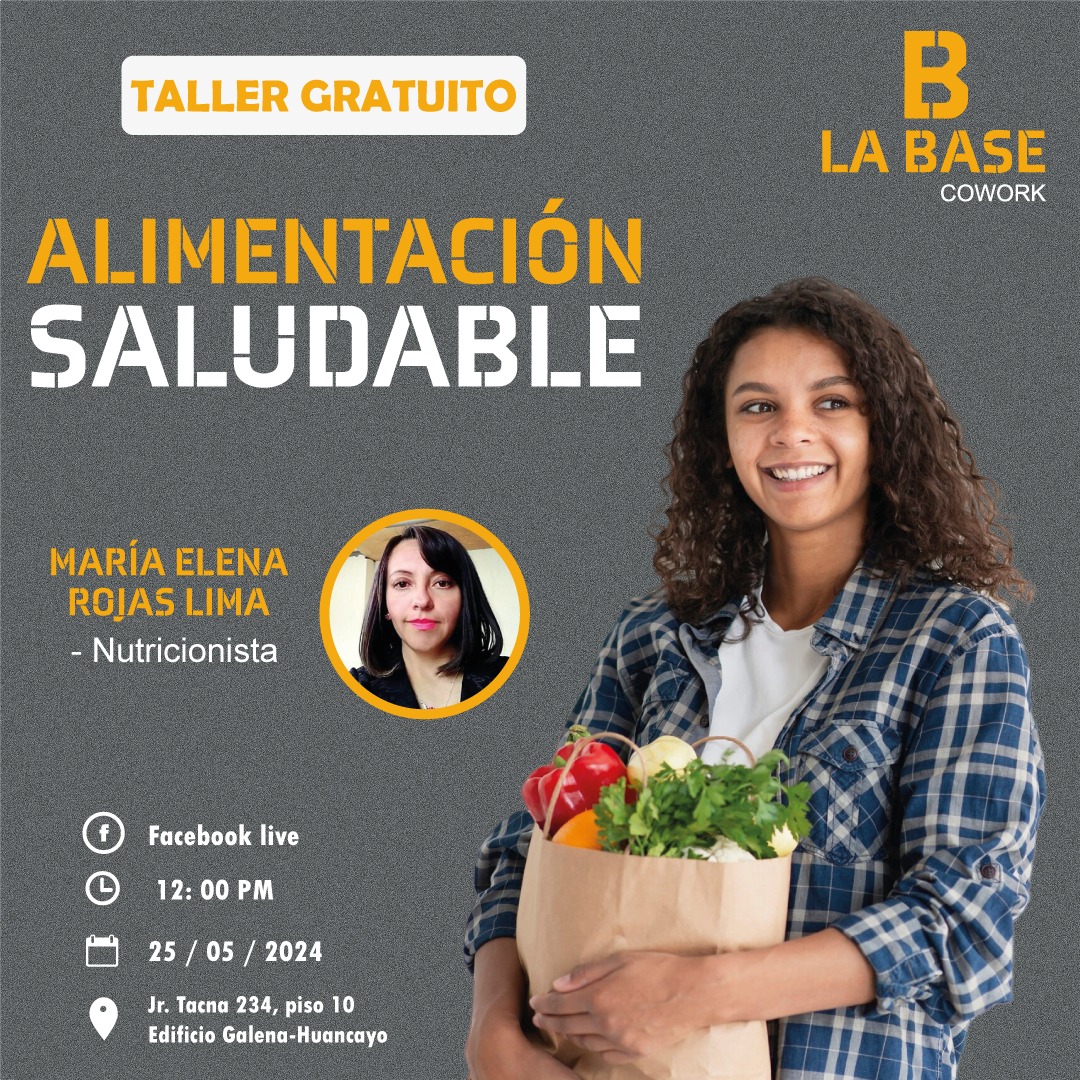 TALLER GRATUITO
B
LA BASE
COWORK
ALIMENTACIÓN
SALUDABLE
MARÍA ELENA
ROJAS LIMA
- Nutricionista
Facebook live
12: 00 PM
25 / 05 / 2024
Jr. Tacna 234, piso 10
Edificio Galena-Huancayo